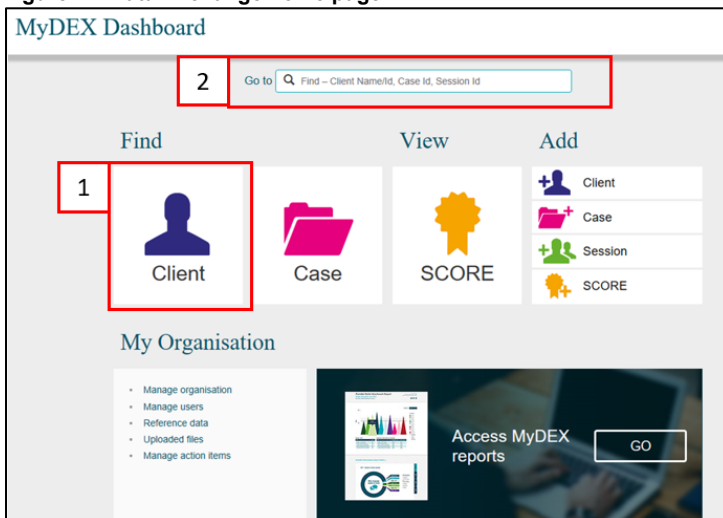 MyDEX Dashboard
2
Go to
Find – Client Name/Id, Case Id, Session Id
Find
View
Add
1
Client
Case
SCORE
Client
Case
Session
SCORE
My Organisation
Manage organisation
Manage users
Reference data
Uploaded files
Manage action items
Access MyDEX
reports
GO